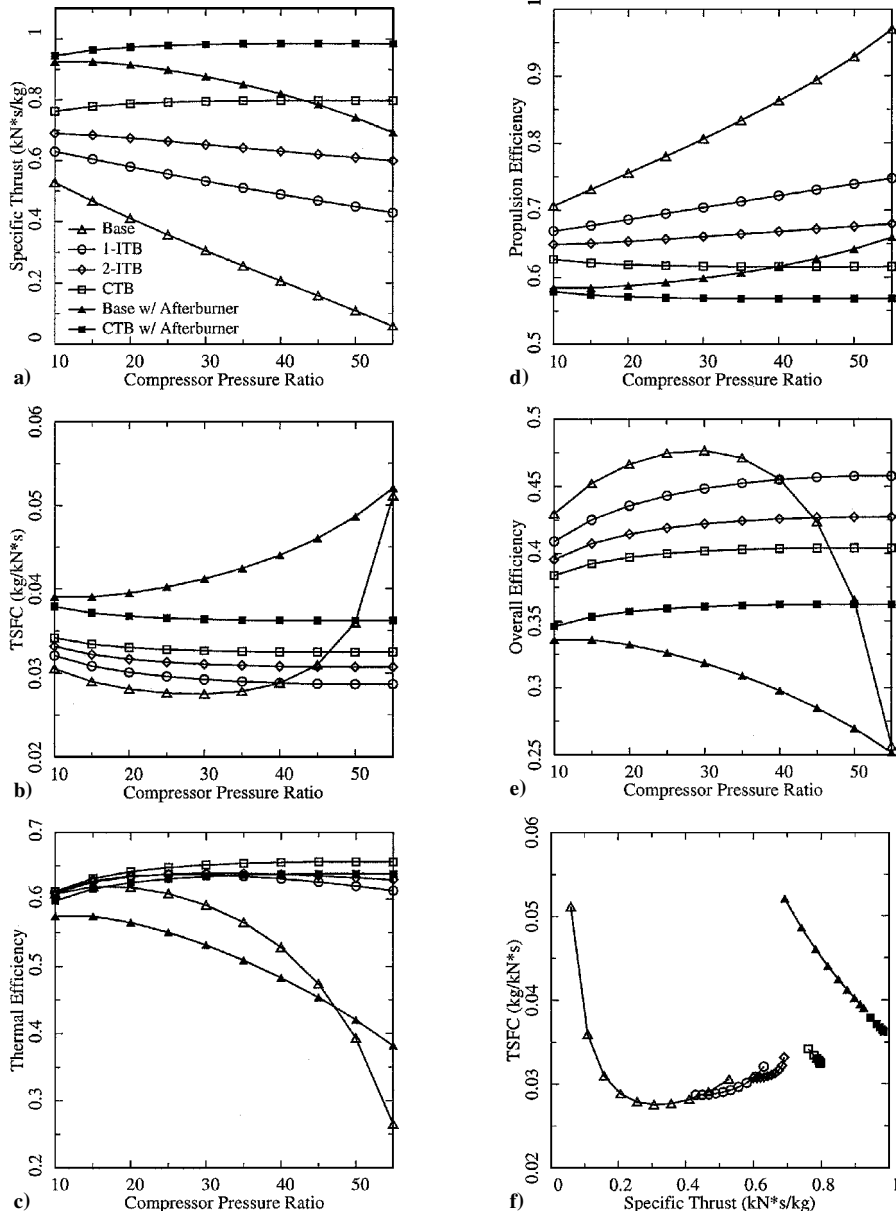 1
0.8
0.6
0.4
0.2
0
Specific Thrust (kN*s/kg)
Base
1-ITB
2-ITB
CTB
Base w/ Afterburner
CTB w/ Afterburner
10 20 30 40 50
Compressor Pressure Ratio
a)
1
0.9
0.8
0.7
0.6
0.5
Propulsion Efficiency
10 20 30 40 50
Compressor Pressure Ratio
d)
0.06
0.05
0.04
0.03
0.02
TSFC (kg/kN*s)
10 20 30 40 50
Compressor Pressure Ratio
b)
0.5
0.45
0.4
0.35
0.3
0.25
Overall Efficiency
10 20 30 40 50
Compressor Pressure Ratio
e)
0.7
0.6
0.5
0.4
0.3
0.2
Thermal Efficiency
10 20 30 40 50
Compressor Pressure Ratio
c)
0.06
0.05
0.04
0.03
0.02
TSFC (kg/kN*s)
0 0.2 0.4 0.6 0.8 1
Specific Thrust (kN*s/kg)
f)